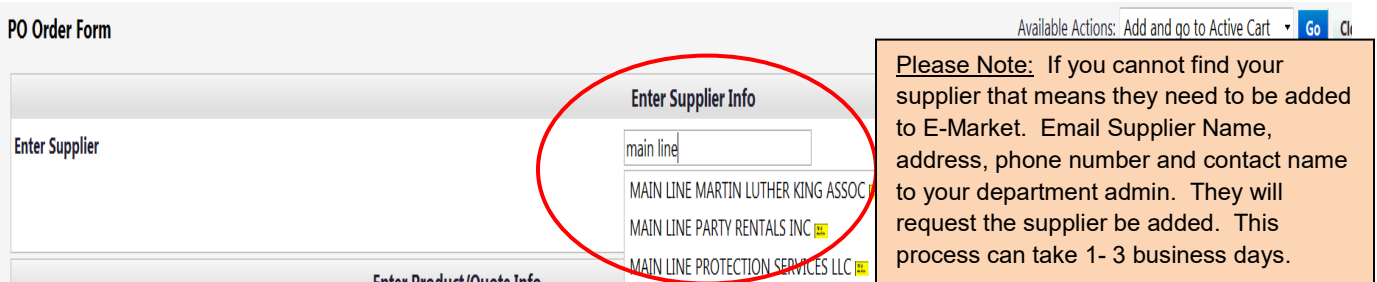 PO Order Form
Available Actions: Add and go to Active Cart Go
Enter Supplier Info
Enter Supplier
main line
MAIN LINE MARTIN LUTHER KING ASSOC
MAIN LINE PARTY RENTALS INC
MAIN LINE PROTECTION SERVICES LLC
Enter Product/Quote Info
Please Note: If you cannot find your
supplier that means they need to be added
to E-Market. Email Supplier Name,
address, phone number and contact name
to your department admin. They will
request the supplier be added. This
process can take 1- 3 business days.